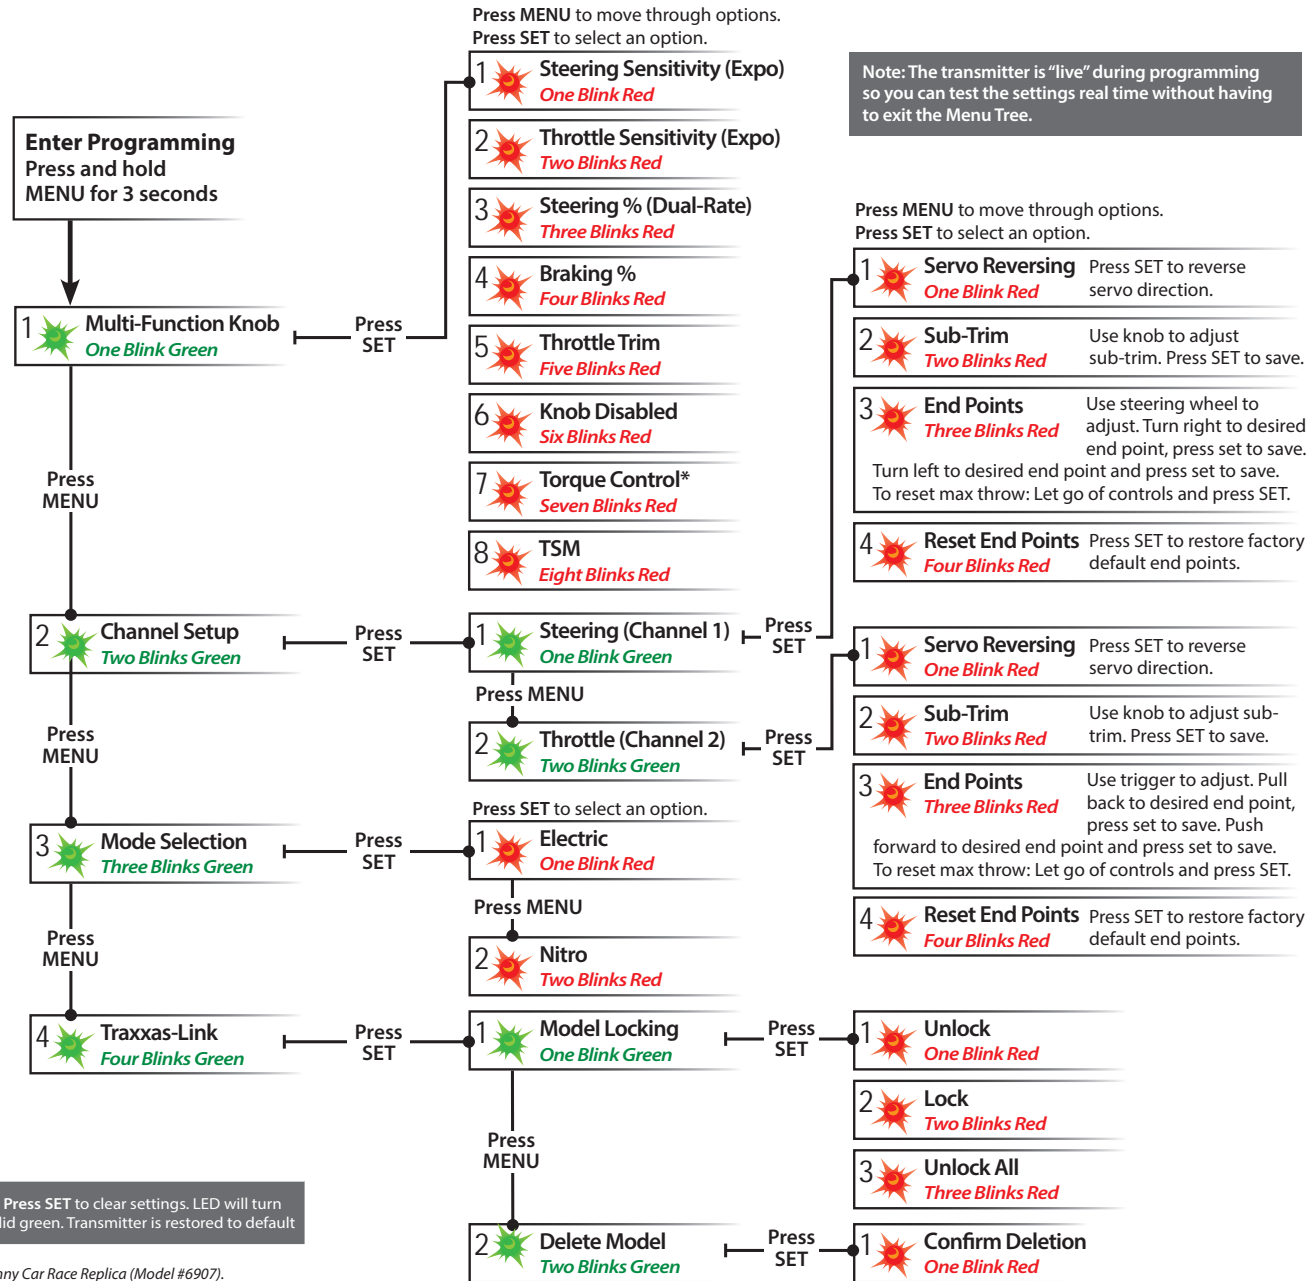 Press MENU to move through options.
Press SET to select an option.
Note: The transmitter is “live” during programming
so you can test the settings real time without having
to exit the Menu Tree.
Enter Programming
Press and hold
MENU for 3 seconds
1 Multi-Function Knob
One Blink Green
Press
SET
1 Steering Sensitivity (Expo)
One Blink Red
2 Throttle Sensitivity (Expo)
Two Blinks Red
3 Steering % (Dual-Rate)
Three Blinks Red
4 Braking %
Four Blinks Red
5 Throttle Trim
Five Blinks Red
6 Knob Disabled
Six Blinks Red
7 Torque Control*
Seven Blinks Red
8 TSM
Eight Blinks Red
Press
MENU
2 Channel Setup
Two Blinks Green
Press
SET
1 Steering (Channel 1)
One Blink Green
Press
SET
Press MENU
2 Throttle (Channel 2)
Two Blinks Green
Press
SET
Press MENU to move through options.
Press SET to select an option.
1 Servo Reversing Press SET to reverse
One Blink Red servo direction.
2 Sub-Trim Use knob to adjust
Two Blinks Red sub-trim. Press SET to save.
3 End Points Use steering wheel to
Three Blinks Red adjust. Turn right to desired
end point, press set to save.
Turn left to desired end point and press set to save.
To reset max throw: Let go of controls and press SET.
4 Reset End Points Press SET to restore factory
Four Blinks Red default end points.
1 Servo Reversing Press SET to reverse
One Blink Red servo direction.
2 Sub-Trim Use knob to adjust sub-
Two Blinks Red trim. Press SET to save.
3 End Points Use trigger to adjust. Pull
Three Blinks Red back to desired end point,
press set to save. Push
forward to desired end point and press set to save.
To reset max throw: Let go of controls and press SET.
4 Reset End Points Press SET to restore factory
Four Blinks Red default end points.
Press
MENU
3 Mode Selection
Three Blinks Green
Press
SET
Press SET to select an option.
1 Electric
One Blink Red
Press MENU
2 Nitro
Two Blinks Red
Press
MENU
4 Traxxas-Link
Four Blinks Green
Press
SET
1 Model Locking
One Blink Green
Press
SET
1 Unlock
One Blink Red
2 Lock
Two Blinks Red
3 Unlock All
Three Blinks Red
Press
MENU
2 Delete Model
Two Blinks Green
Press
SET
1 Confirm Deletion
One Blink Red
Press SET to clear settings. LED will turn
lid green. Transmitter is restored to default
nny Car Race Replica (Model #6907).